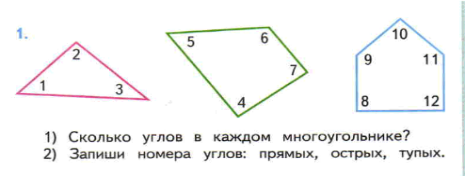 1.
1 2 3
5 6 7 4
10
9 11
8 12
1) Сколько углов в каждом многоугольнике?
2) Запиши номера углов: прямых, острых, тупых.